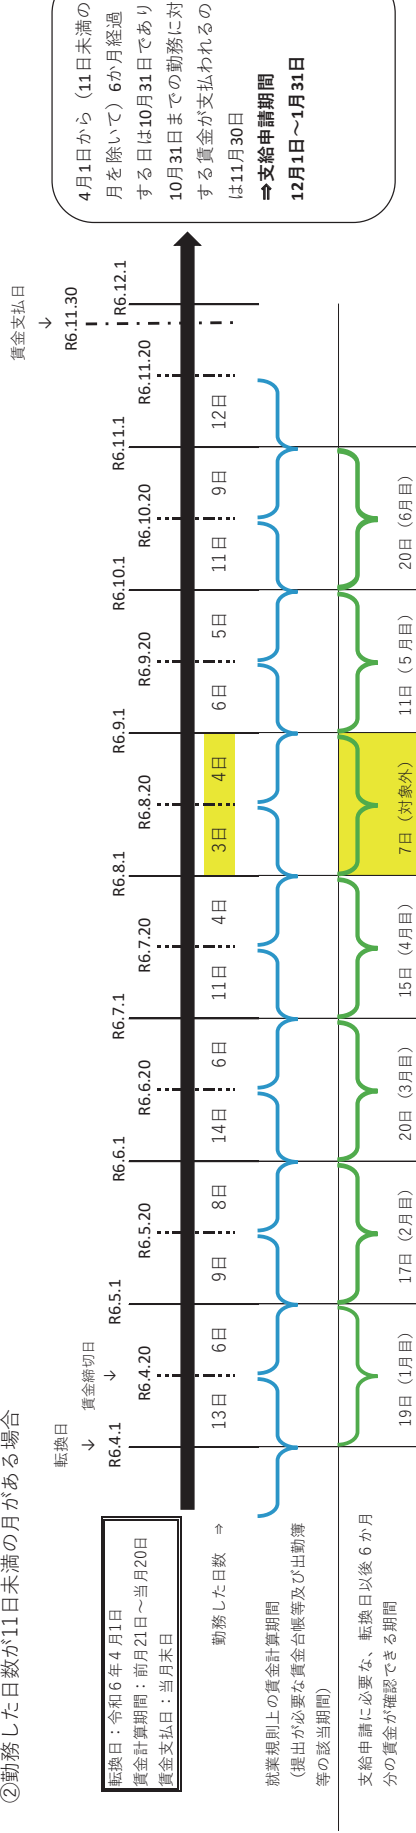 ②勤務した日数が11日未満の月がある場合
転換日：令和６年４月1日
賃金計算期間：前月21日～当月20日
賃金支払日：当月末日
転換日
↓
賃金締切日
↓
賃金支払日
↓
R6.4.1
R6.4.20
R6.5.1
R6.5.20
R6.6.1
R6.6.20
R6.7.1
R6.7.20
R6.8.1
R6.8.20
R6.9.1
R6.9.20
R6.10.1
R6.10.20
R6.11.1
R6.11.20
R6.11.30
R6.12.1
勤務した日数　⇒
13日
6日
9日
8日
14日
6日
11日
4日
3日
4日
6日
5日
11日
9日
12日
就業規則上の賃金計算期間
（提出が必要な賃金台帳等及び出勤簿
等の該当期間）
支給申請に必要な、転換日以後６か月
分の賃金が確認できる期間
19日（1月目）
17日（2月目）
20日（3月目）
15日（4月目）
7日（対象外）
11日（５月目）
20日（6月目）
4月1日から（11日未満の
月を除いて）6か月経過
する日は10月31日であり
10月31日までの勤務に対
する賃金が支払われるの
は11月30日
⇒支給申請期間
12月1日～1月31日